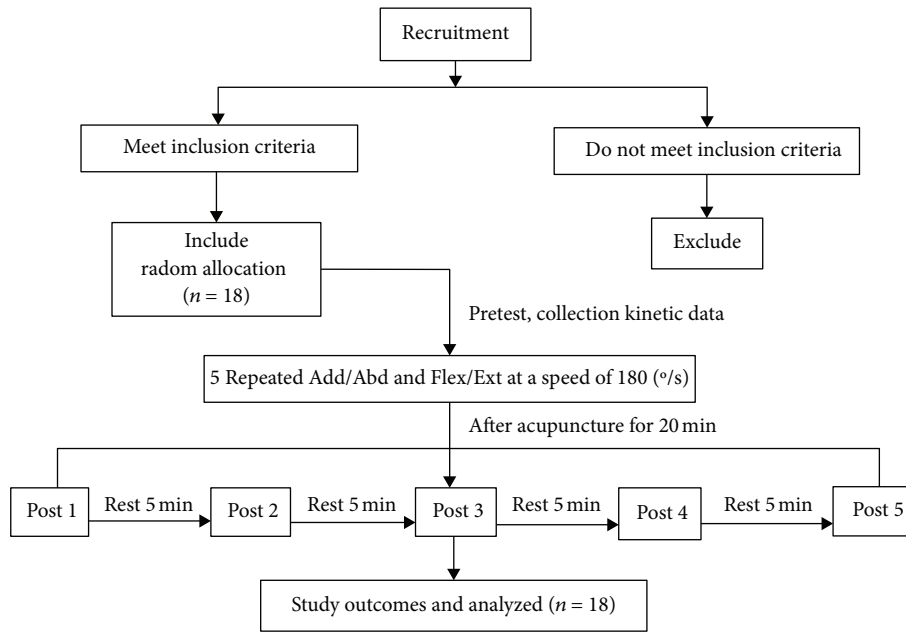 Recruitment
Meet inclusion criteria
Do not meet inclusion criteria
Include
radom allocation
(n = 18)
Exclude
Pretest, collection kinetic data
5 Repeated Add/Abd and Flex/Ext at a speed of 180 (º/s)
After acupuncture for 20 min
Post 1
Rest 5 min
Post 2
Rest 5 min
Post 3
Rest 5 min
Post 4
Rest 5 min
Post 5
Study outcomes and analyzed (n = 18)